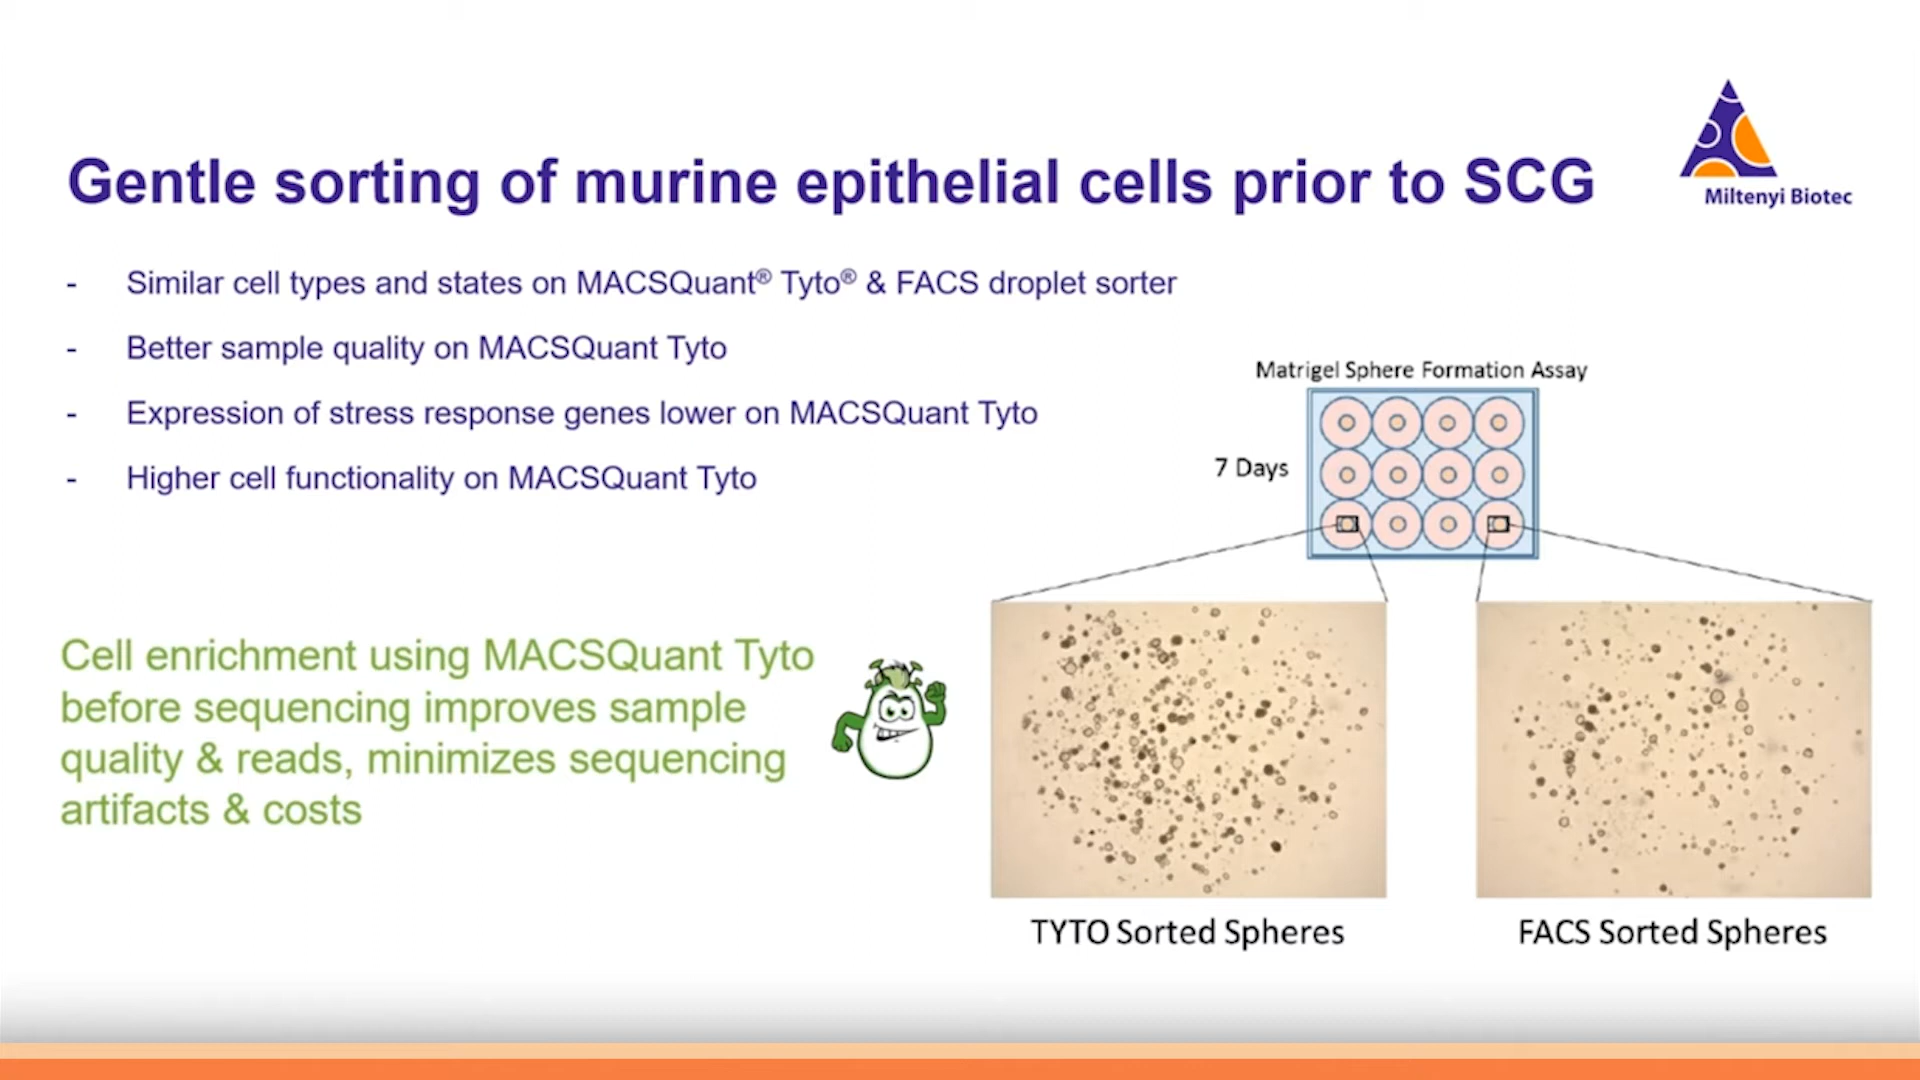 Gentle sorting of murine epithelial cells prior to SCG
Miltenyi Biotec
- Similar cell types and states on MACSQuant® Tyto® & FACS droplet sorter
- Better sample quality on MACSQuant Tyto
- Expression of stress response genes lower on MACSQuant Tyto
- Higher cell functionality on MACSQuant Tyto
Matrigel Sphere Formation Assay
7 Days
Cell enrichment using MACSQuant Tyto
before sequencing improves sample
quality & reads, minimizes sequencing
artifacts & costs
TYTO Sorted Spheres
FACS Sorted Spheres